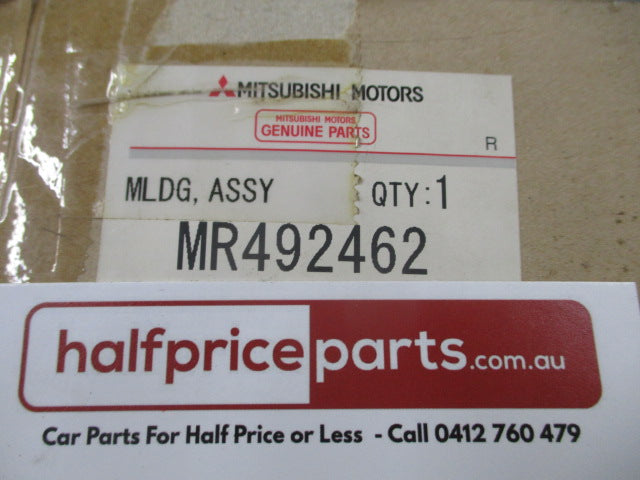 MITSUBISHI MOTORS
MITSUBISHI MOTORS
GENUINE PARTS
R
MLDG, ASSY QTY:1
MR492462
halfpriceparts.com.au
Car Parts For Half Price or Less - Call 0412 760 479